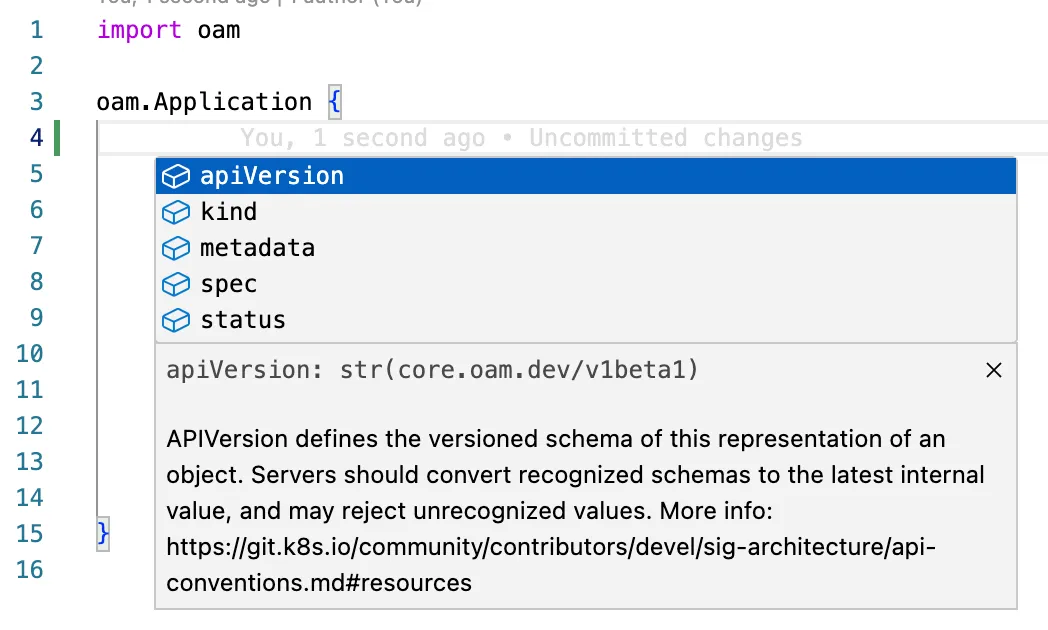 You, 1 second ago | 1 author (You)
1 import oam
2
3 oam.Application {
4 You, 1 second ago • Uncommitted changes
5 apiVersion
6 kind
7 metadata
8 spec
9 status
10 apiVersion: str(core.oam.dev/v1beta1) ×
11
12 APIVersion defines the versioned schema of this representation of an
13 object. Servers should convert recognized schemas to the latest internal
14 value, and may reject unrecognized values. More info:
15 } https://git.k8s.io/community/contributors/devel/sig-architecture/api-
16 conventions.md#resources